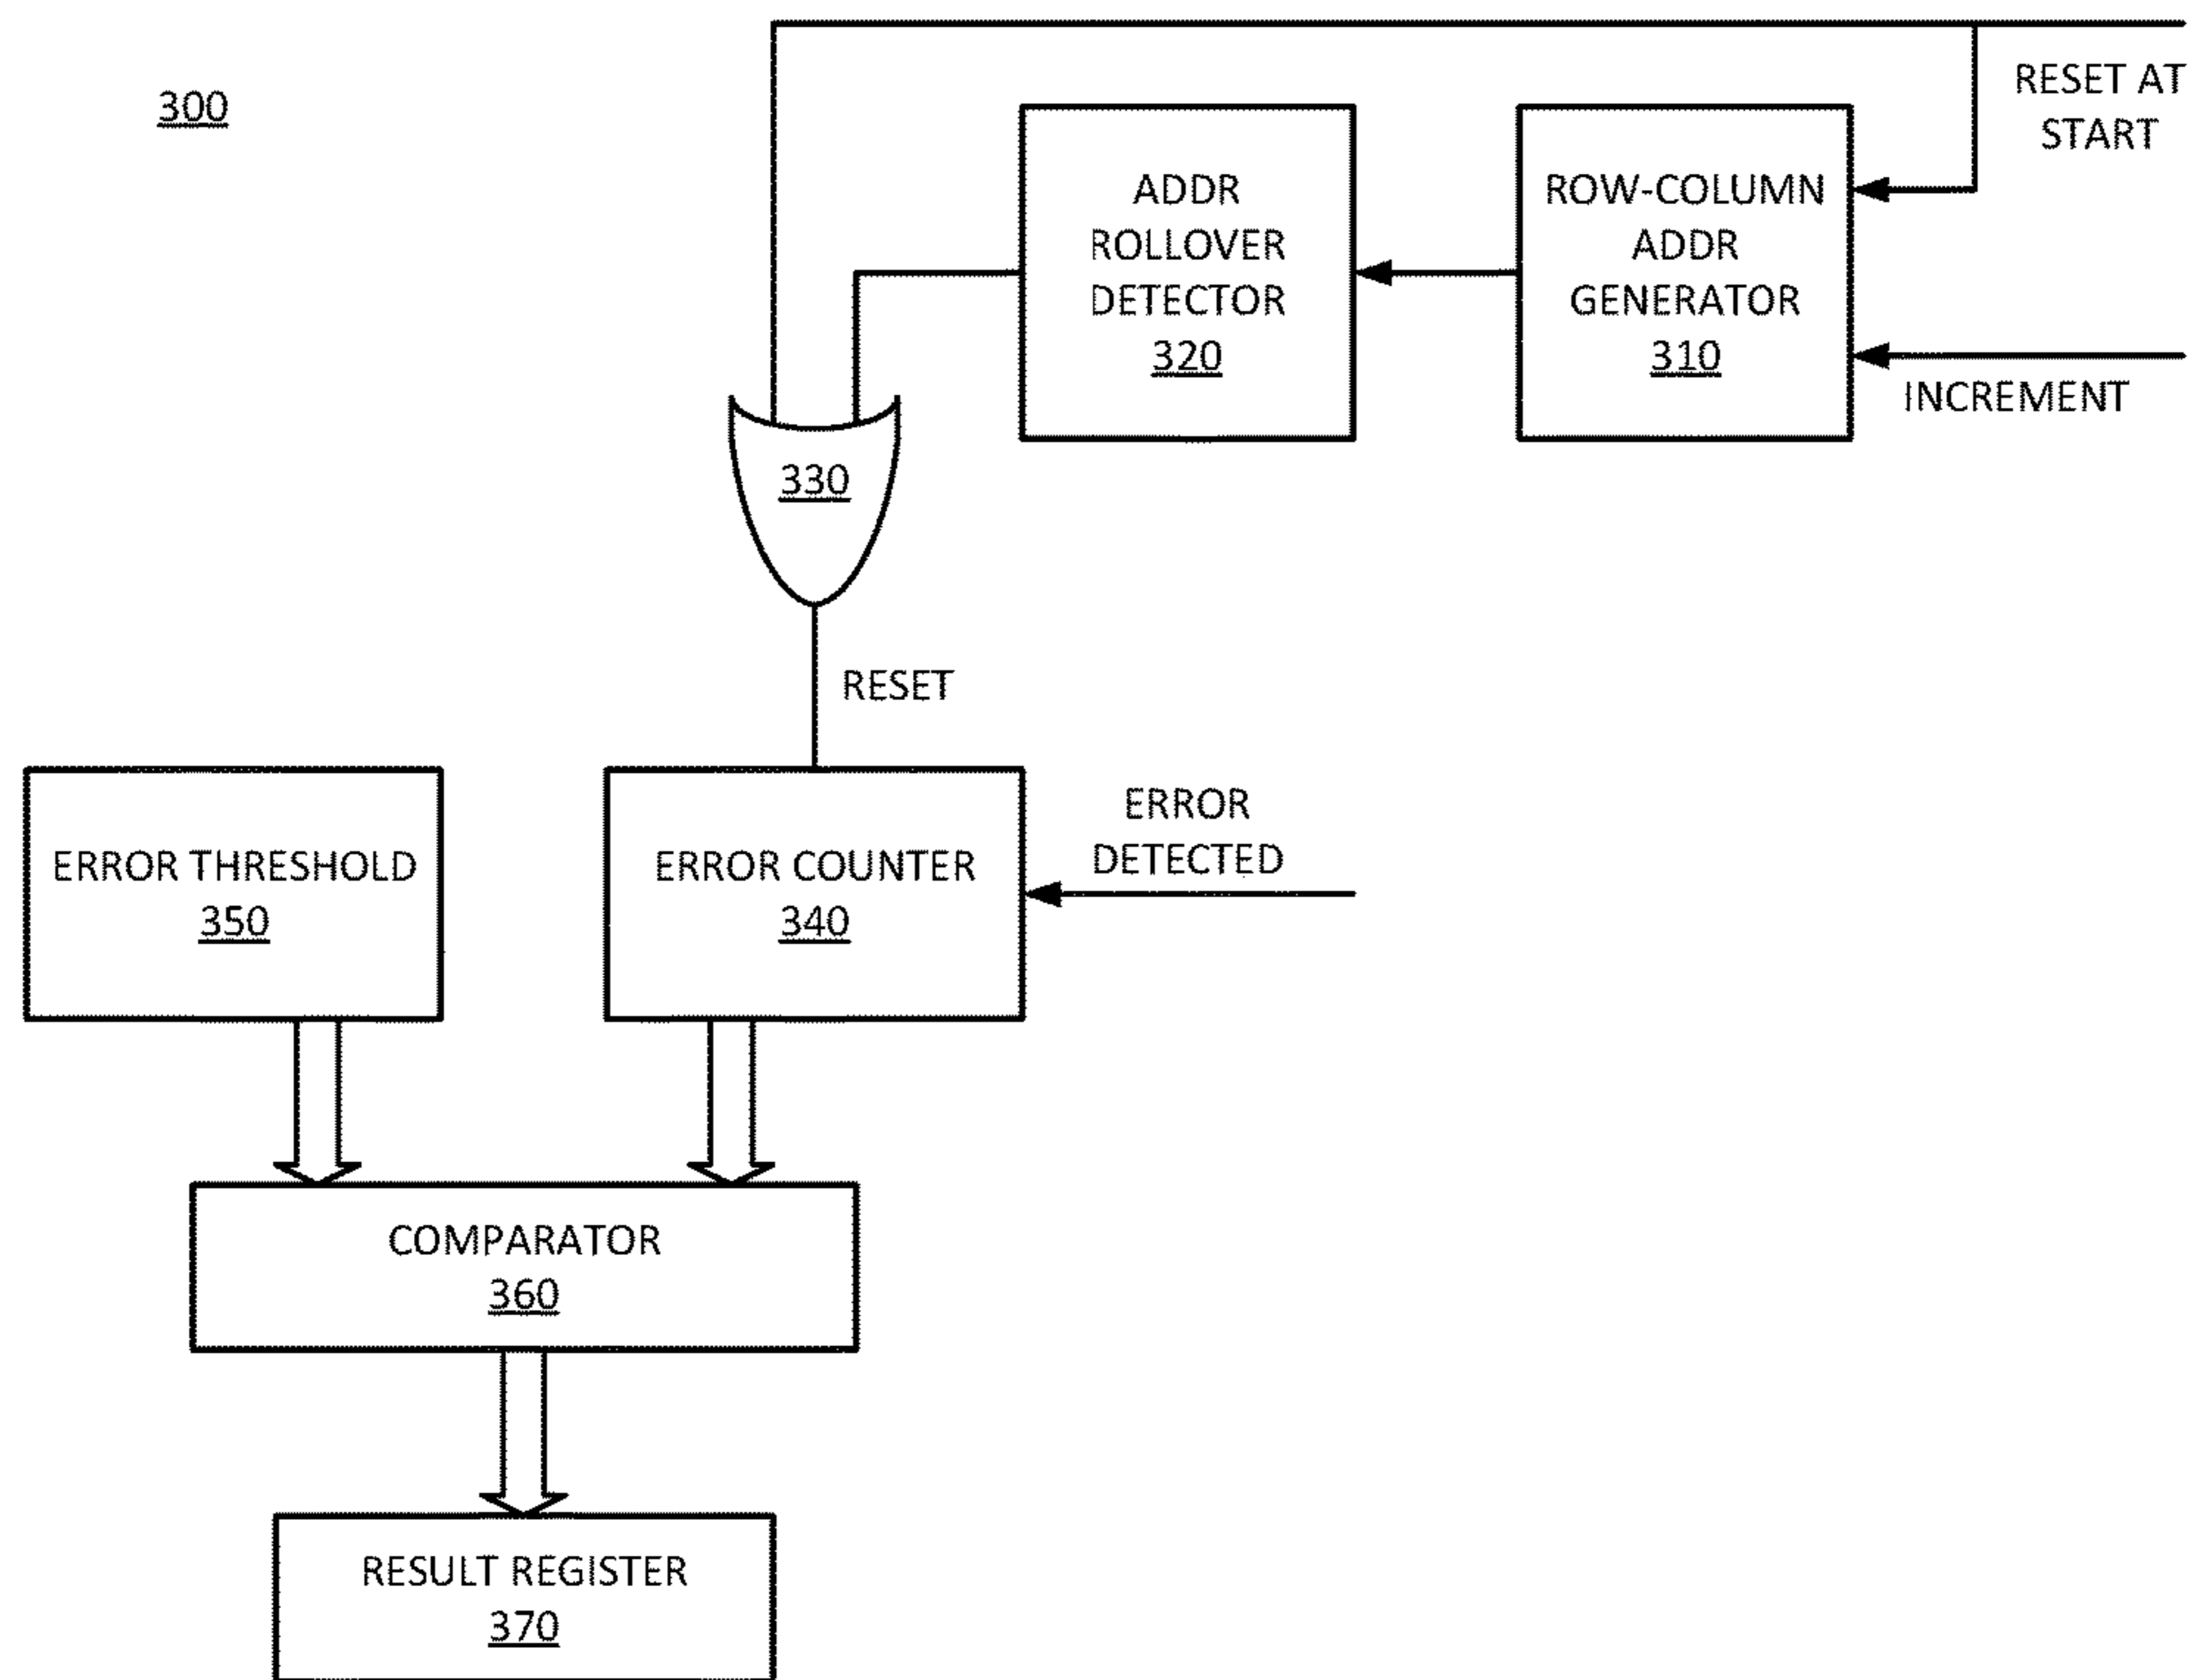 300
RESET AT
START
ADDR
ROLLOVER
DETECTOR
320
ROW-COLUMN
ADDR
GENERATOR
310
INCREMENT
330
RESET
ERROR THRESHOLD
350
ERROR COUNTER
340
ERROR
DETECTED
COMPARATOR
360
RESULT REGISTER
370